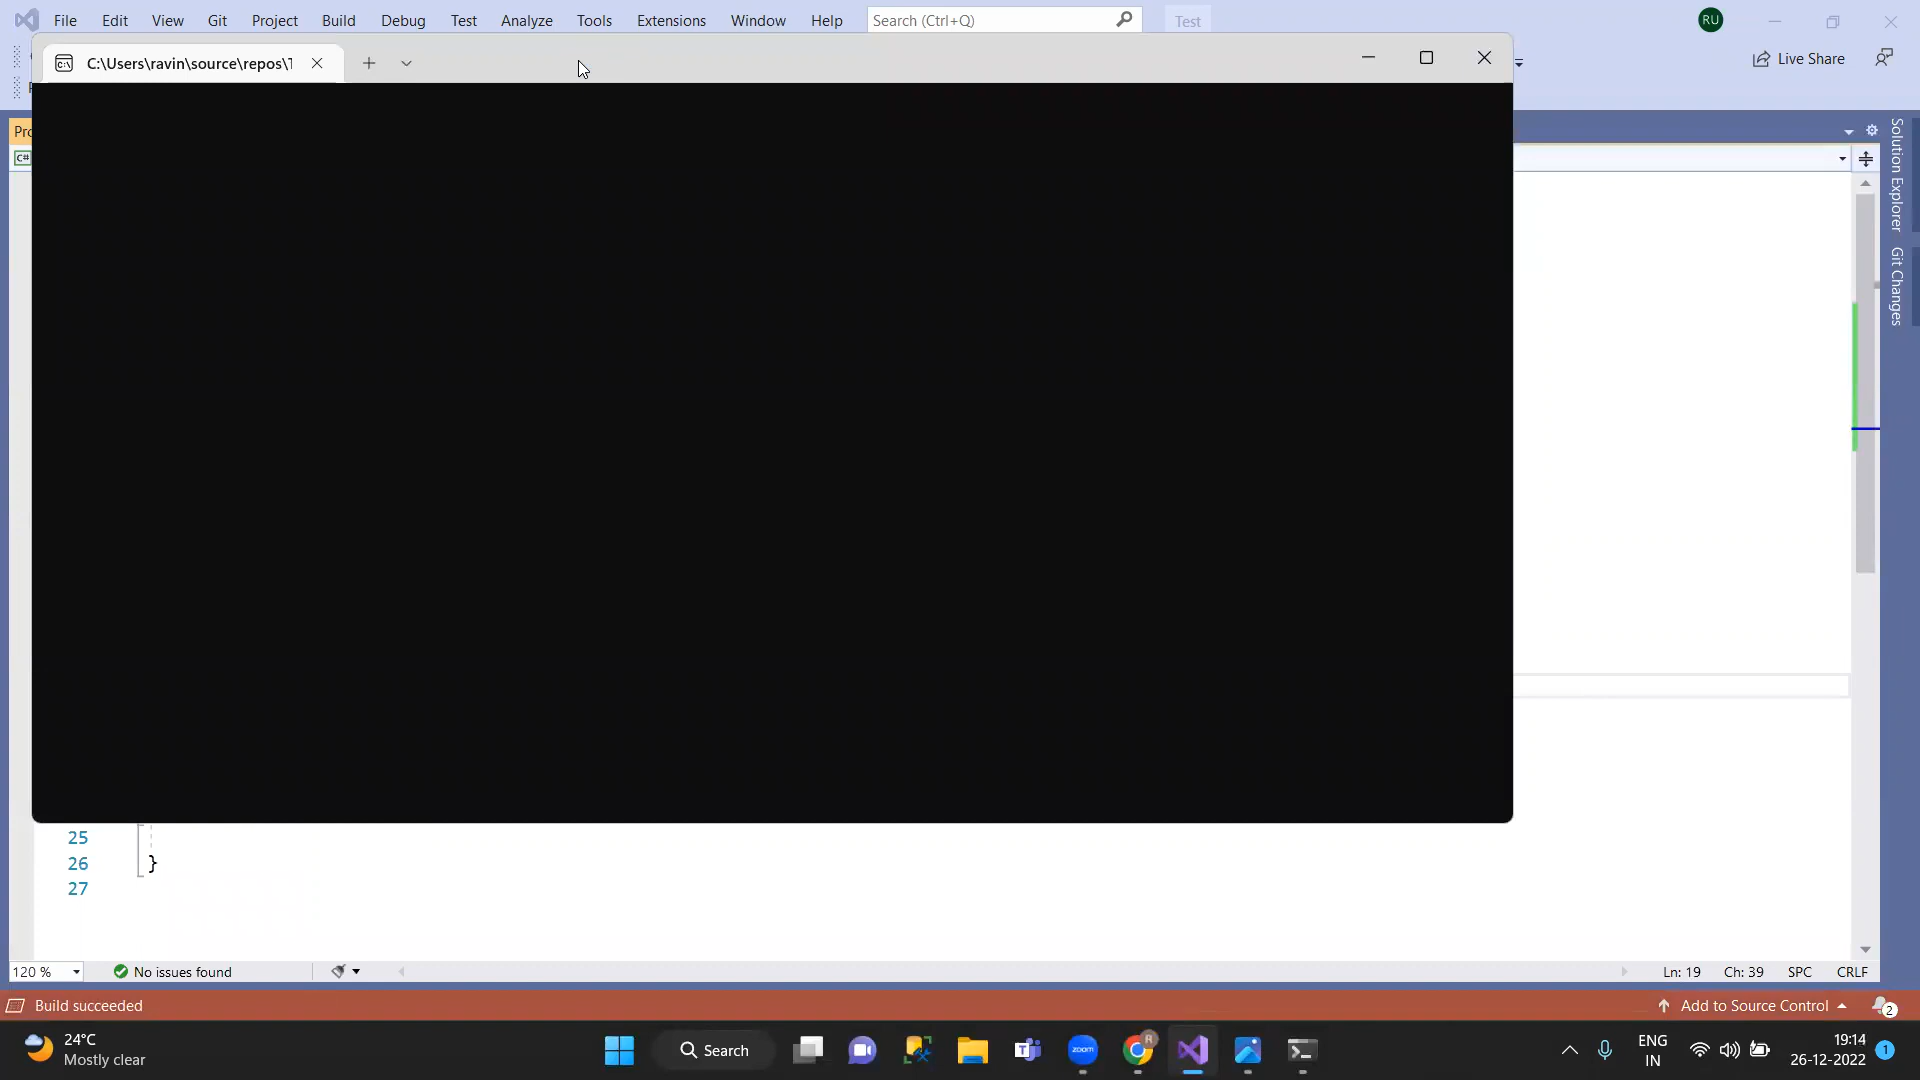 File Edit View Git Project Build Debug Test Analyze Tools Extensions Window Help Search (Ctrl+Q) Test RU
C:\Users\ravin\source\repos\T
Live Share
Solution Explorer
Git Changes
25
26 }
27
120 % No issues found Ln: 19 Ch: 39 SPC CRLF
Build succeeded Add to Source Control 2
24°C
Mostly clear
Search
zoom
R
ENG
IN
19:14
26-12-2022
1